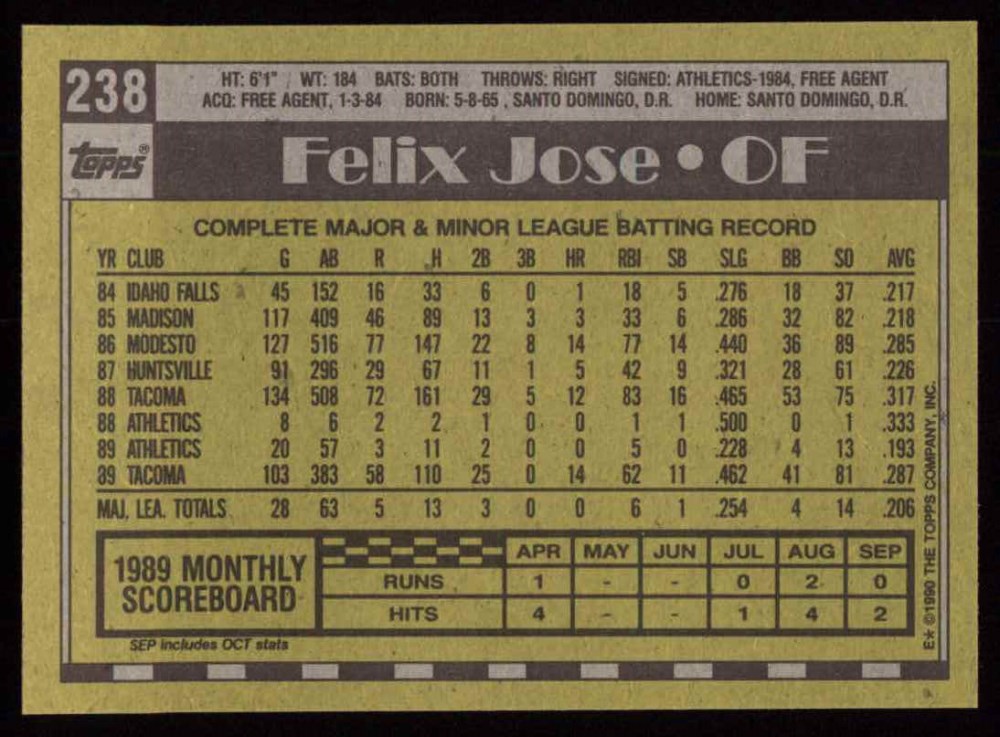 238
HT: 6'1" WT: 184 BATS: BOTH THROWS: RIGHT SIGNED: ATHLETICS-1984, FREE AGENT
ACQ: FREE AGENT, 1-3-84 BORN: 5-8-65 , SANTO DOMINGO, D.R. HOME: SANTO DOMINGO, D.R.
topps®
Felix Jose • OF
COMPLETE MAJOR & MINOR LEAGUE BATTING RECORD
YR CLUB G AB R H 2B 3B HR RBI SB SLG BB SO AVG
84 IDAHO FALLS 45 152 16 33 6 0 1 18 5 .276 18 37 .217
85 MADISON 117 409 46 89 13 3 3 33 6 .286 32 82 .218
86 MODESTO 127 516 77 147 22 8 14 77 14 .440 36 89 .285
87 HUNTSVILLE 91 296 29 67 11 1 5 42 9 .321 28 61 .226
88 TACOMA 134 508 72 161 29 5 12 83 16 .465 53 75 .317
88 ATHLETICS 8 6 2 2 1 0 0 1 1 .500 0 1 .333
89 ATHLETICS 20 57 3 11 2 0 0 5 0 .228 4 13 .193
89 TACOMA 103 383 58 110 25 0 14 62 11 .462 41 81 .287
MAJ. LEA. TOTALS 28 63 5 13 3 0 0 6 1 .254 4 14 .206
1989 MONTHLY
SCOREBOARD
APR MAY JUN JUL AUG SEP
RUNS 1 - - 0 2 0
HITS 4 - - 1 4 2
SEP includes OCT stats
E* ©1990 THE TOPPS COMPANY, INC.